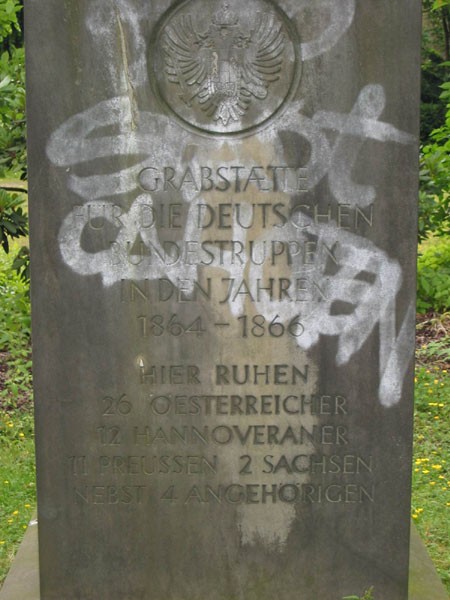 GRABSTÆTTE
FÜR DIE DEUTSCHEN
BUNDESTRUPPEN
IN DEN JAHREN
1864 – 1866
HIER RUHEN
26 OESTERREICHER
12 HANNOVERANER
11 PREUSSEN 2 SACHSEN
NEBST 4 ANGEHÖRIGEN